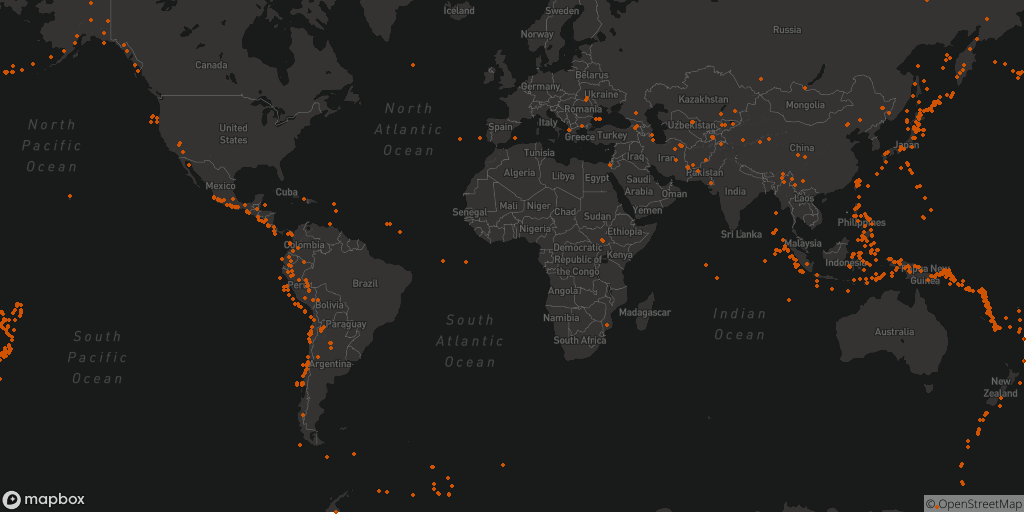 Iceland
Sweden
Norway
Russia
Canada
Belarus
Germany
Ukraine
Kazakhstan
Romania
Mongolia
North
Atlantic
Ocean
Italy
Uzbekistan
North
Pacific
Ocean
United
States
Spain
Greece
Turkey
China
Japan
Tunisia
Iraq
Iran
Algeria
Libya
Egypt
Pakistan
Saudi
Arabia
Oman
India
Mexico
Cuba
Laos
Senegal
Mali
Niger
Chad
Sudan
Yemen
Nigeria
Ethiopia
Sri Lanka
Philippines
Colombia
Democratic
Republic of
the Congo
Kenya
Malaysia
Indonesia
Papua New
Guinea
Peru
Brazil
Angola
Bolivia
Namibia
Madagascar
Paraguay
South
Atlantic
Ocean
South
Pacific
Ocean
Indian
Ocean
Australia
South Africa
Argentina
New
Zealand
mapbox
© OpenStreetMap